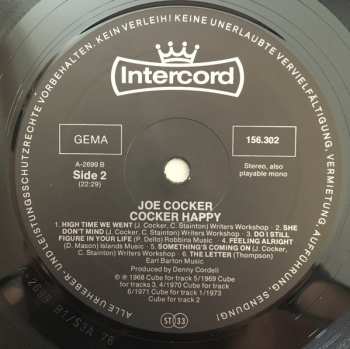 ALLE URHEBER- UND LEISTUNGSSCHUTZRECHTE VORBEHALTEN. KEIN VERLEIH! KEINE UNERLAUBTE VERVIELFÄLTIGUNG, VERMIETUNG, AUFFÜHRUNG, SENDUNG!
Intercord
GEMA
156.302
A-2699 B
Side 2
(22:29)
Stereo, also
playable mono
JOE COCKER
COCKER HAPPY
1. HIGH TIME WE WENT (J. Cocker, C. Stainton) Writers Workshop · 2. SHE
DON'T MIND (J. Cocker, C. Stainton) Writers Workshop · 3. DO I STILL
FIGURE IN YOUR LIFE (P. Dello) Robbins Music · 4. FEELING ALRIGHT
(D. Mason) Islands Music · 5. SOMETHING'S COMING ON (J. Cocker,
C. Stainton) Writers Workshop · 6. THE LETTER (Thompson)
Earl Barton Music
Produced by Denny Cordell
℗ © 1968 Cube for track 5/1969 Cube
for tracks 3, 4/1970 Cube for track
6/1971 Cube for track 1/1973
Cube for track 2
ST 33